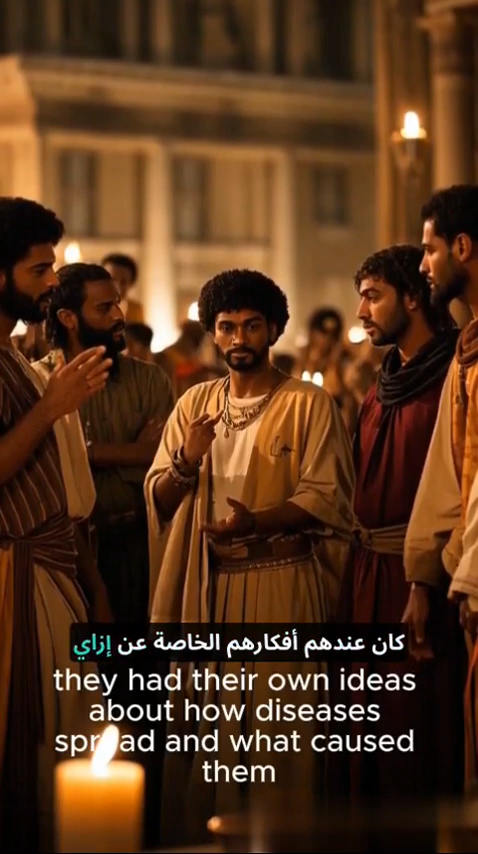 كان عندهم أفكارهم الخاصة عن إزاي
they had their own ideas
about how diseases
spread and what caused
them